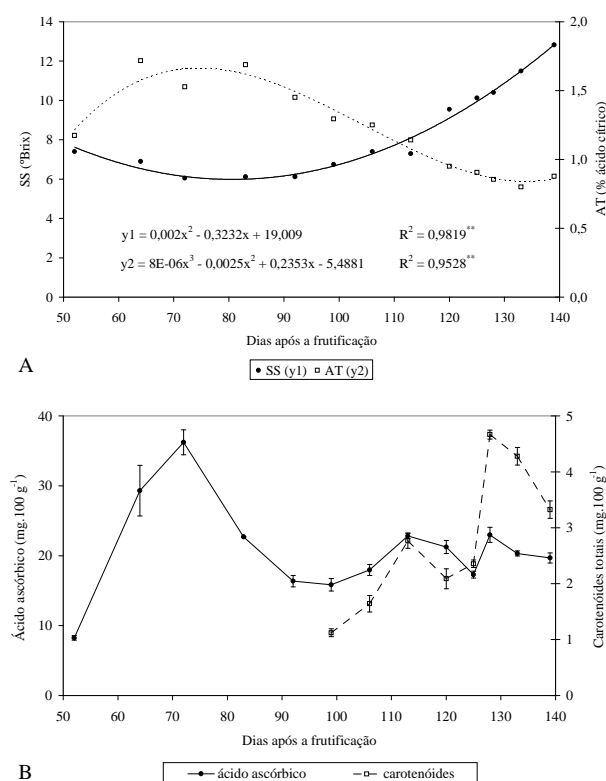 14
12
10
8
6
4
2
0
SS (ºBrix)
2,0
1,5
1,0
0,5
0,0
AT (% ácido cítrico)
y1 = 0,002x² - 0,3232x + 19,009 R² = 0,9819**
y2 = 8E-06x³ - 0,0025x² + 0,2353x - 5,4881 R² = 0,9528**
50 60 70 80 90 100 110 120 130 140
Dias após a frutificação
A
SS (y1) AT (y2)
40
30
20
10
0
Ácido ascórbico (mg.100 g⁻¹)
5
4
3
2
1
0
Carotenóides totais (mg.100 g⁻¹)
50 60 70 80 90 100 110 120 130 140
Dias após a frutificação
B
ácido ascórbico carotenóides